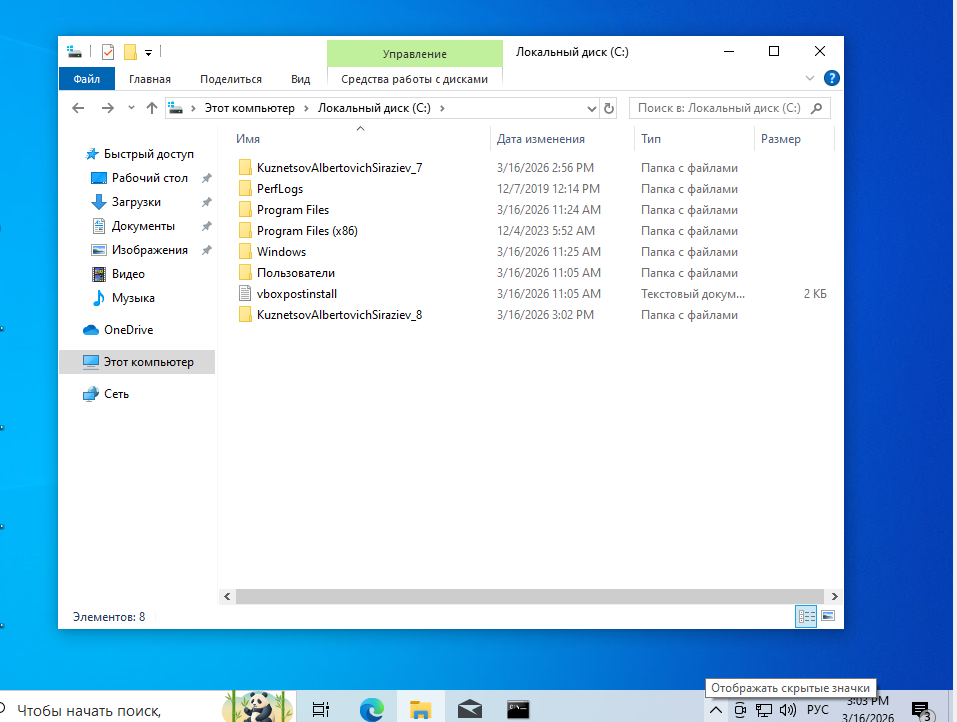 Управление
Локальный диск (C:)
Файл
Главная
Поделиться
Вид
Средства работы с дисками
Этот компьютер > Локальный диск (C:) >
Поиск в: Локальный диск (C:)
Имя
Дата изменения
Тип
Размер
Быстрый доступ
Рабочий стол
Загрузки
Документы
Изображения
Видео
Музыка
OneDrive
Этот компьютер
Сеть
KuznetsovAlbertovichSiraziev_7 3/16/2026 2:56 PM Папка с файлами
PerfLogs 12/7/2019 12:14 PM Папка с файлами
Program Files 3/16/2026 11:24 AM Папка с файлами
Program Files (x86) 12/4/2023 5:52 AM Папка с файлами
Windows 3/16/2026 11:25 AM Папка с файлами
Пользователи 3/16/2026 11:05 AM Папка с файлами
vboxpostinstall 3/16/2026 11:05 AM Текстовый докум... 2 КБ
KuznetsovAlbertovichSiraziev_8 3/16/2026 3:02 PM Папка с файлами
Элементов: 8
Отображать скрытые значки
Чтобы начать поиск,
РУС
3:03 PM
3/16/2026
3